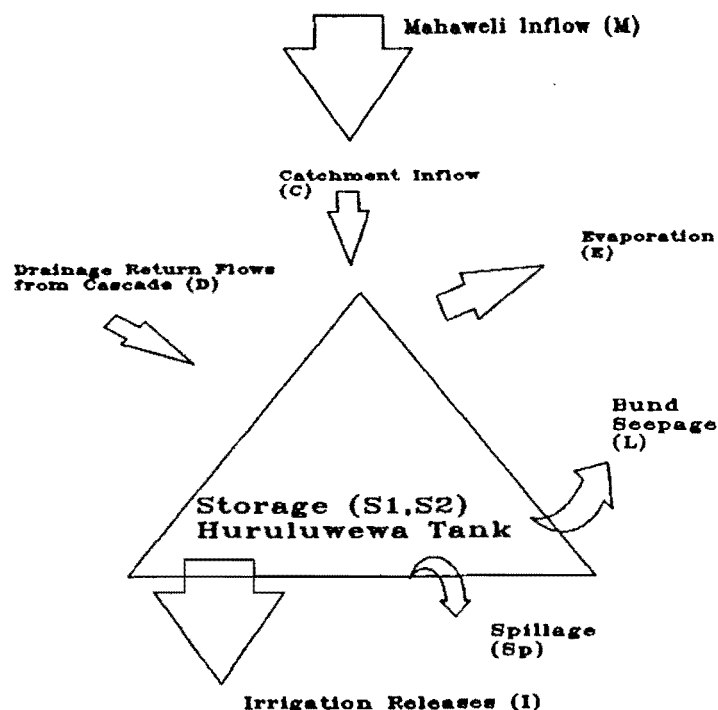 Mahaweli Inflow (M)
Catchment Inflow
(C)
Evaporation
(E)
Drainage Return Flows
from Cascade (D)
Bund
Seepage
(L)
Storage (S1,S2)
Huruluwewa Tank
Spillage
(Sp)
Irrigation Releases (I)